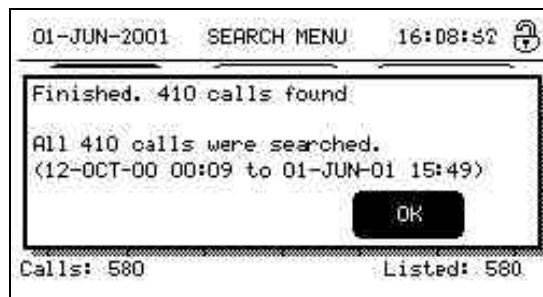 01-JUN-2001 SEARCH MENU 16:08:52
Finished. 410 calls found
All 410 calls were searched.
(12-OCT-00 00:09 to 01-JUN-01 15:49)
OK
Calls: 580 Listed: 580